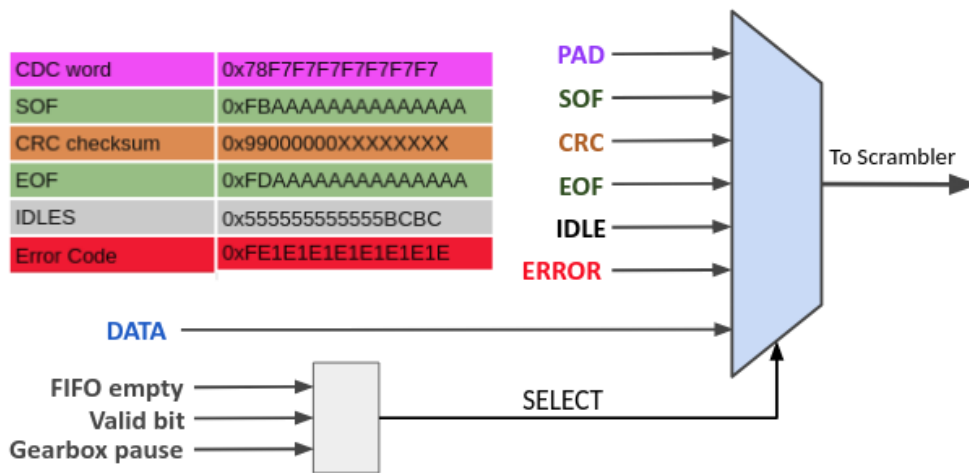 CDC word 0x78F7F7F7F7F7F7F7
SOF 0xFBAAAAAAAAAAAAAA
CRC checksum 0x99000000XXXXXXXX
EOF 0xFDAAAAAAAAAAAAAA
IDLES 0x555555555555BCBC
Error Code 0xFE1E1E1E1E1E1E1E
PAD
SOF
CRC
EOF
IDLE
ERROR
To Scrambler
DATA
FIFO empty
Valid bit
Gearbox pause
SELECT